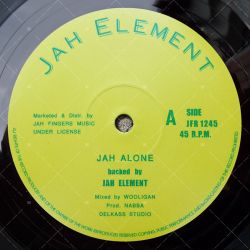 JAH ELEMENT
Marketed & Distr. by
JAH FINGERS MUSIC
UNDER LICENSE
A
SIDE
JFR 1245
45 R.P.M.
JAH ALONE
backed by
JAH ELEMENT
Mixed by WOOLIGAN
Prod. NABBA
DELKASS STUDIO